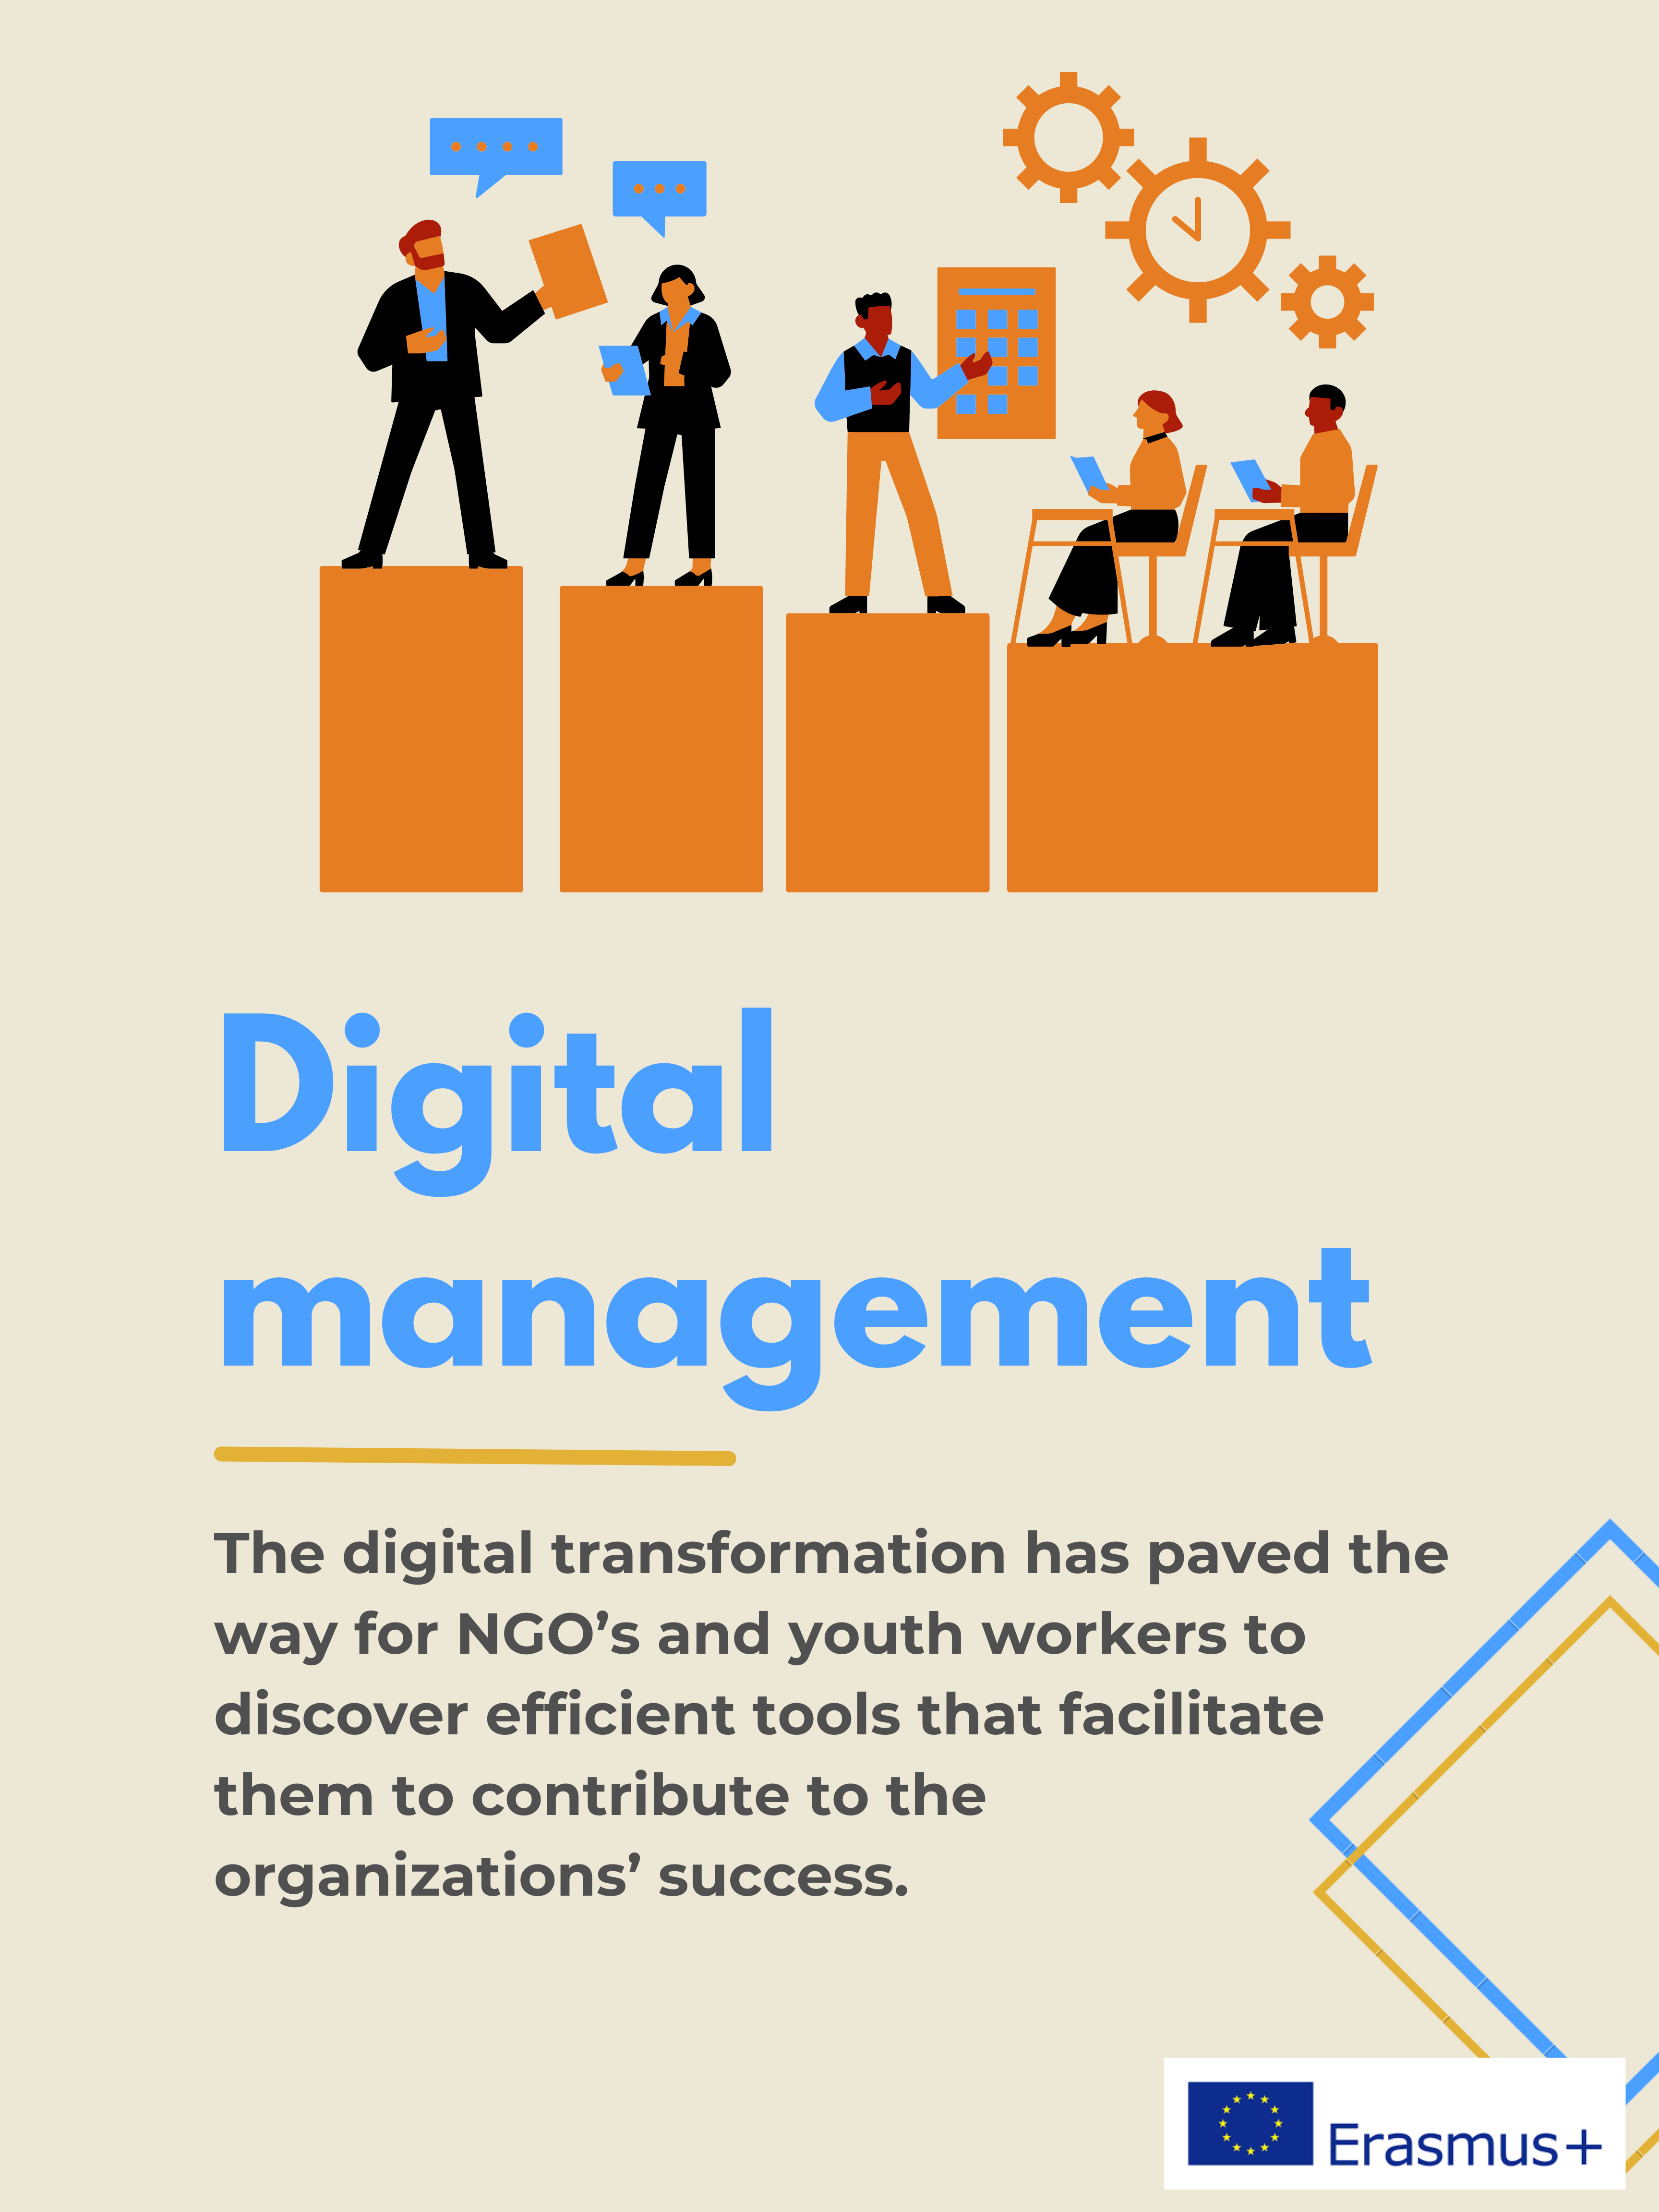 Digital
management
The digital transformation has paved the
way for NGO’s and youth workers to
discover efficient tools that facilitate
them to contribute to the
organizations’ success.
Erasmus+